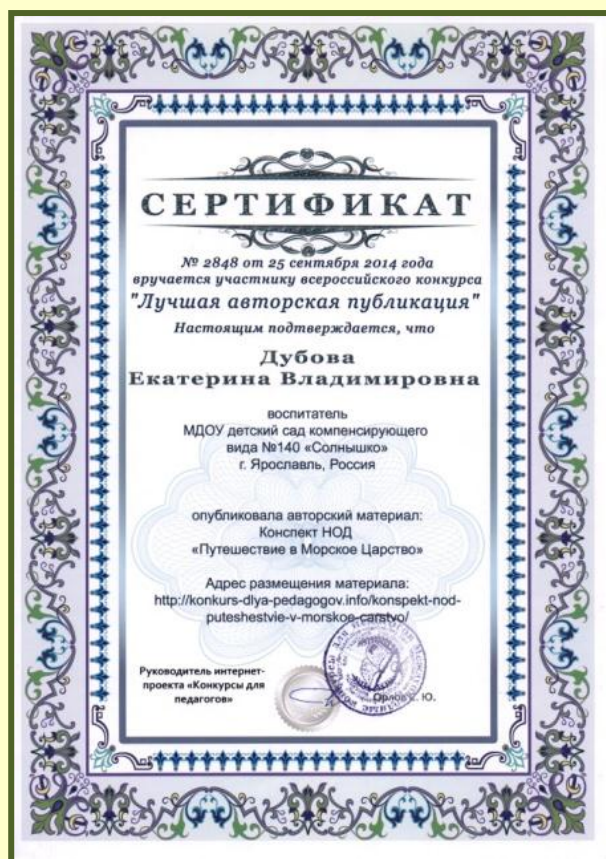 СЕРТИФИКАТ
№ 2848 от 25 сентября 2014 года
вручается участнику всероссийского конкурса
"Лучшая авторская публикация"
Настоящим подтверждается, что
Дубова
Екатерина Владимировна
воспитатель
МДОУ детский сад компенсирующего
вида №140 «Солнышко»
г. Ярославль, Россия
опубликовала авторский материал:
Конспект НОД
«Путешествие в Морское Царство»
Адрес размещения материала:
http://konkurs-dlya-pedagogov.info/konspekt-nod-
puteshestvie-v-morskoe-carstvo/
Руководитель интернет-
проекта «Конкурсы для
педагогов»
Орлов Ю.